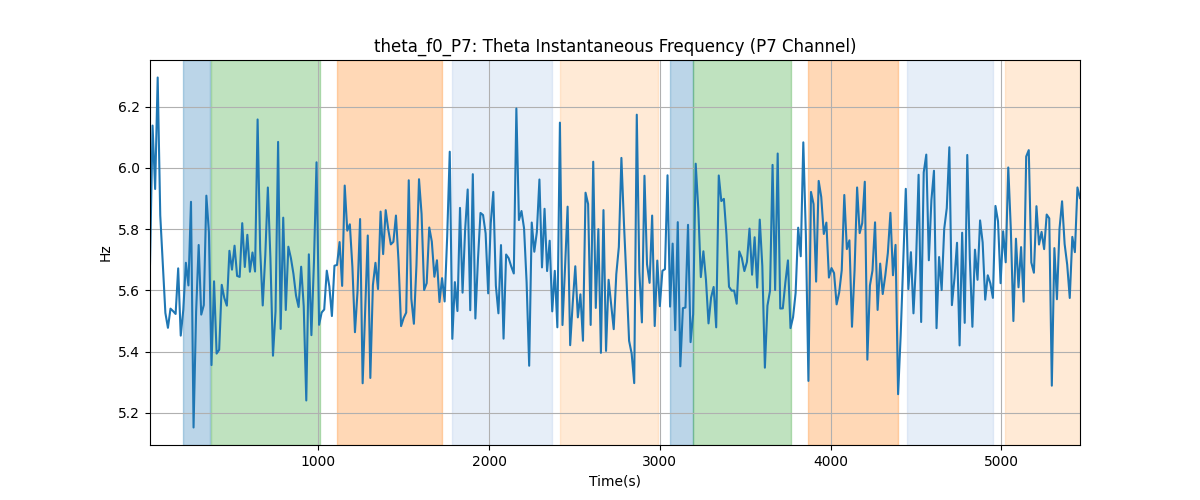 theta_f0_P7: Theta Instantaneous Frequency (P7 Channel)
6.2
6.0
5.8
5.6
5.4
5.2
Hz
1000 2000 3000 4000 5000
Time(s)